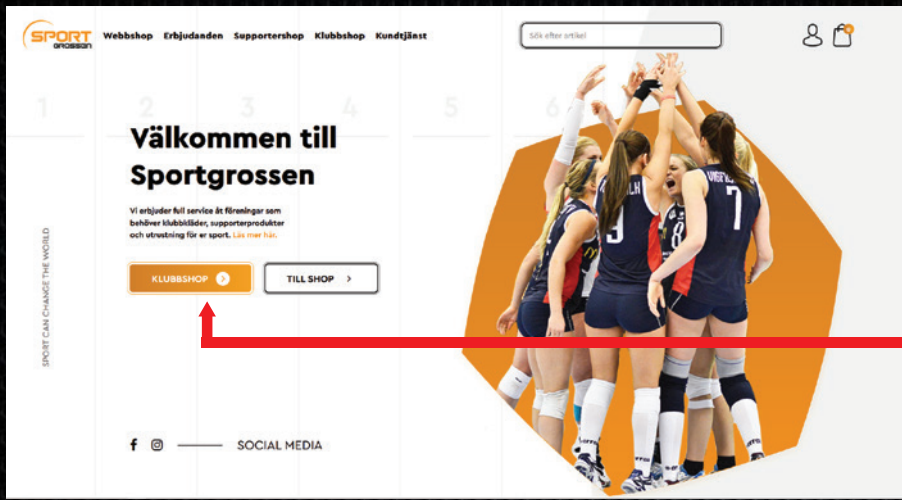 SPORT
GROSSEN
Webbshop Erbjudanden Supportershop Klubbshop Kundtjänst
Sök efter artikel
1 2 3 4 5 6
Välkommen till
Sportgrossen
Vi erbjuder full service åt föreningar som
behöver klubbkläder, supporterprodukter
och utrustning för er sport. Läs mer här.
KLUBBSHOP
TILL SHOP
SPORT CAN CHANGE THE WORLD
SOCIAL MEDIA
3
8
7